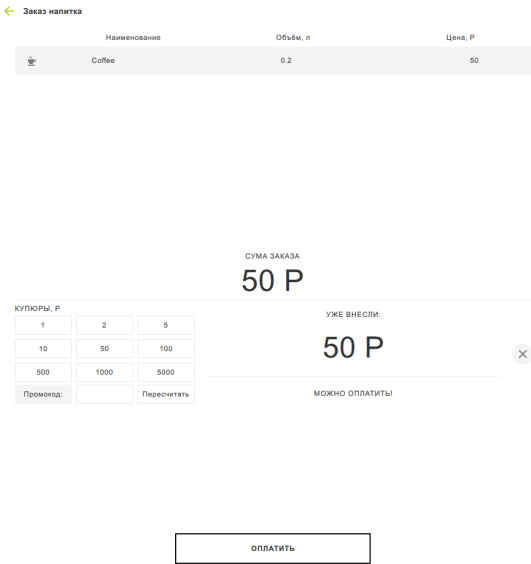 Заказ напитка
Наименование Объём, л Цена, Р
Coffee 0.2 50
СУМА ЗАКАЗА
50 Р
КУПЮРЫ, Р
1 2 5
10 50 100
500 1000 5000
Промокод: Пересчитать
УЖЕ ВНЕСЛИ:
50 Р
МОЖНО ОПЛАТИТЬ!
ОПЛАТИТЬ